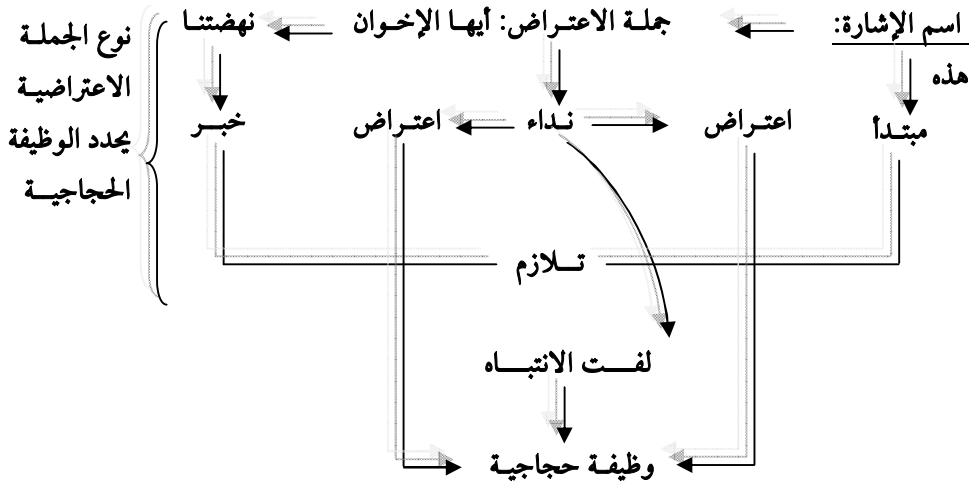 اسم الإشارة: جملة الاعتراض: أيها الإخوان نهضتنا
هذه
مبتدأ اعتراض نداء اعتراض خبر
تلازم
لفت الانتباه
وظيفة حجاجية
نوع الجملة
الاعتراضية
يحدد الوظيفة
الحجاجية